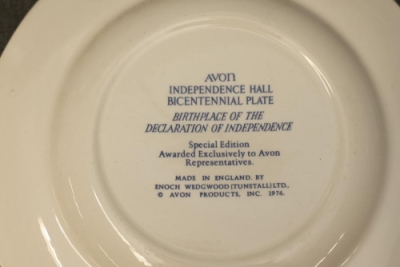 AVON
INDEPENDENCE HALL
BICENTENNIAL PLATE
BIRTHPLACE OF THE
DECLARATION OF INDEPENDENCE
Special Edition
Awarded Exclusively to Avon
Representatives.
MADE IN ENGLAND, BY
ENOCH WEDGWOOD (TUNSTALL) LTD.,
© AVON PRODUCTS, INC. 1976.